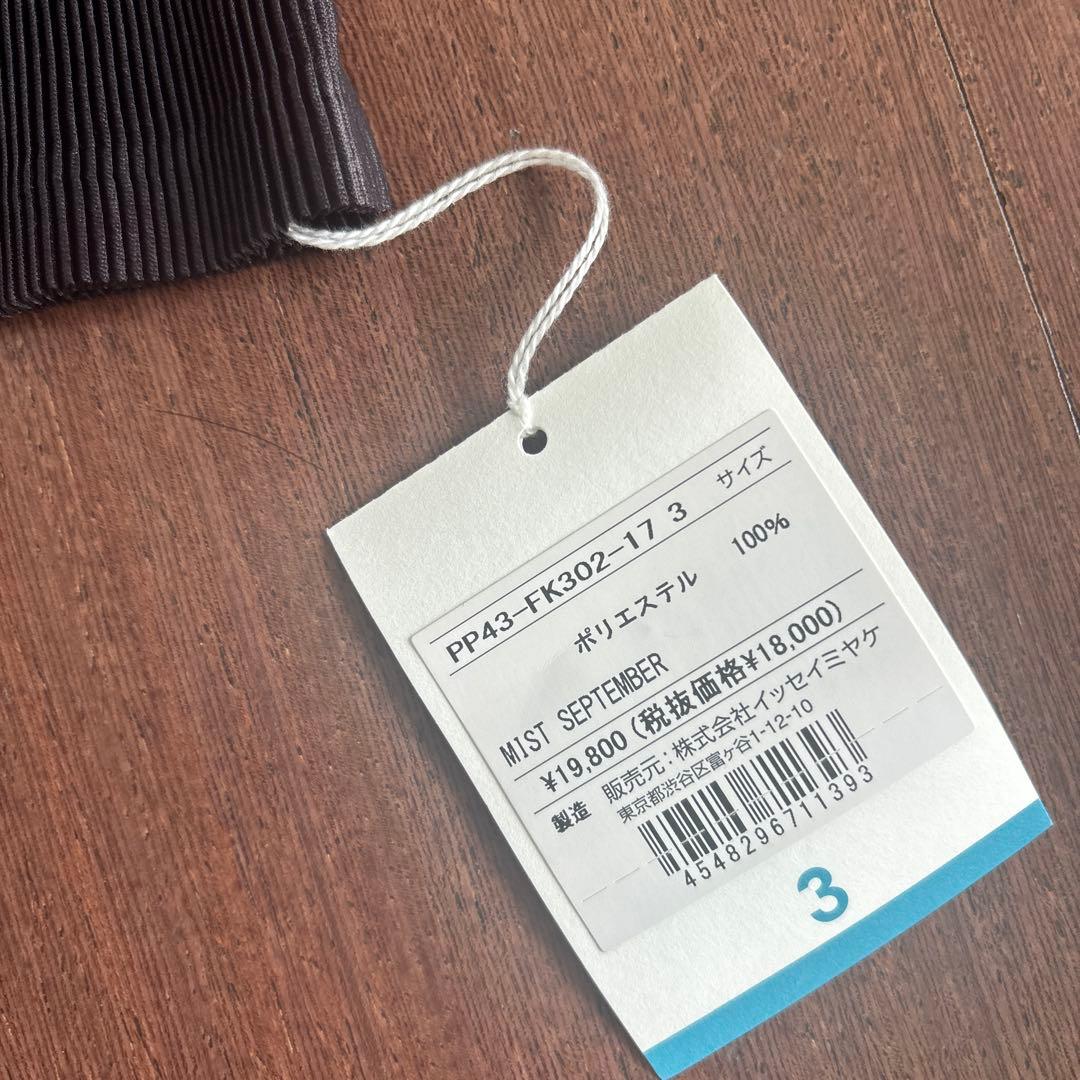 PP43-FK302-17 3 サイズ
ポリエステル 100%
MIST SEPTEMBER
¥19,800(税抜価格¥18,000)
製造 販売元:株式会社イッセイミヤケ
東京都渋谷区富ヶ谷1-12-10
4548296711393
3